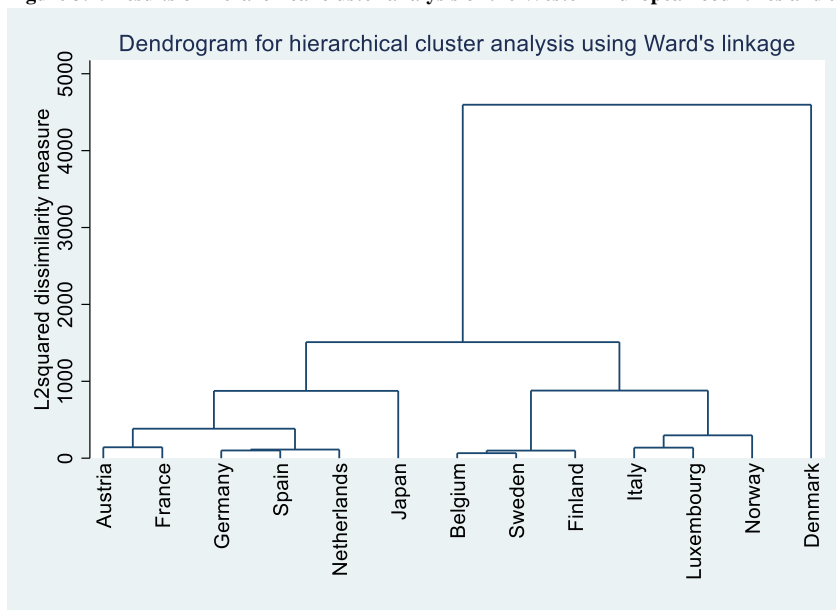 Dendrogram for hierarchical cluster analysis using Ward's linkage
L2squared dissimilarity measure
5000
4000
3000
2000
1000
0
Austria
France
Germany
Spain
Netherlands
Japan
Belgium
Sweden
Finland
Italy
Luxembourg
Norway
Denmark